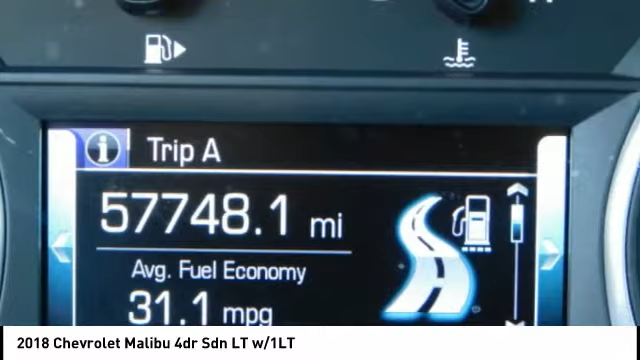 Trip A
57748.1 mi
Avg. Fuel Economy
31.1 mpg
2018 Chevrolet Malibu 4dr Sdn LT w/1LT